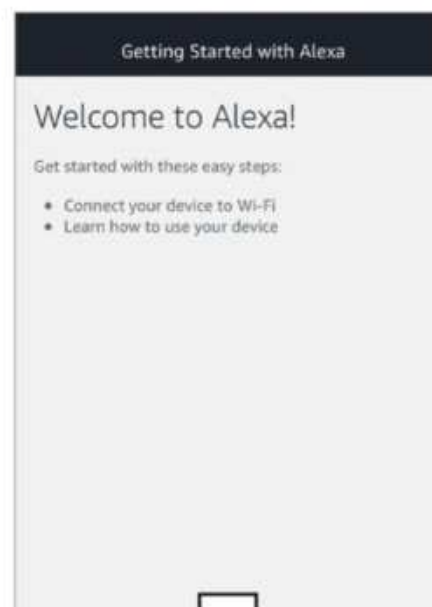 Getting Started with Alexa
Welcome to Alexa!
Get started with these easy steps:
• Connect your device to Wi-Fi
• Learn how to use your device